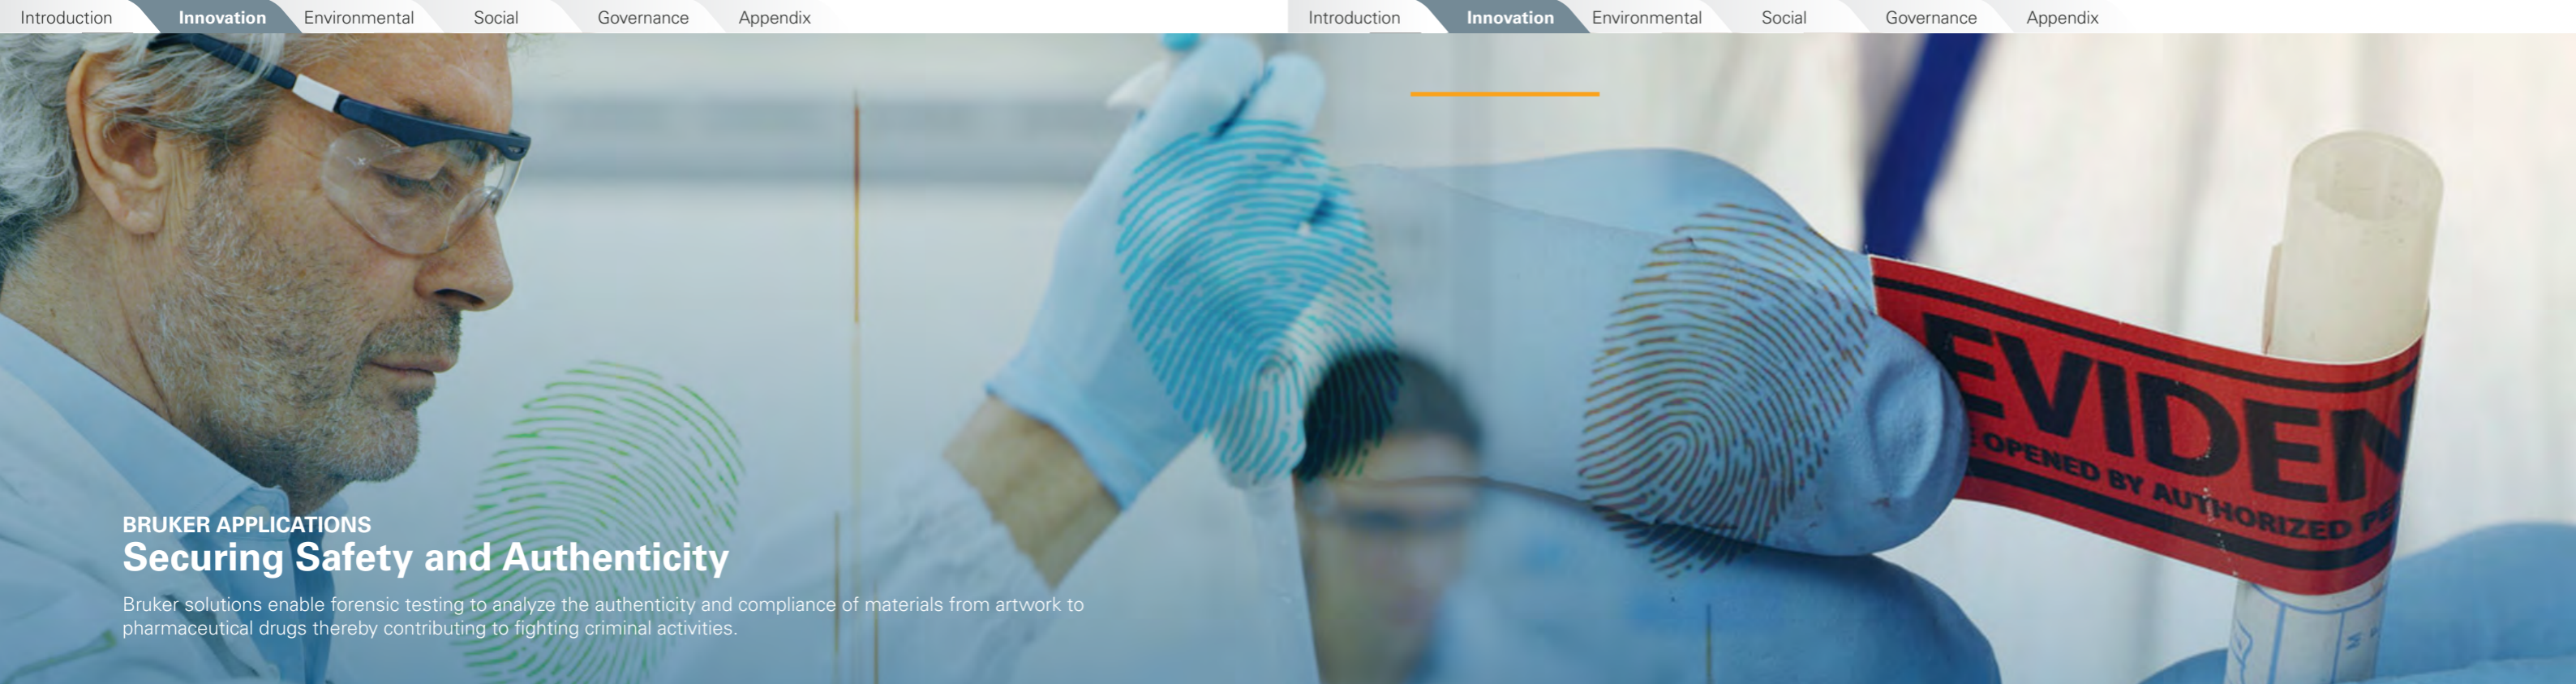 Introduction Innovation Environmental Social Governance Appendix
Introduction Innovation Environmental Social Governance Appendix
EVIDEN
OPENED BY AUTHORIZED PE
BRUKER APPLICATIONS
Securing Safety and Authenticity
Bruker solutions enable forensic testing to analyze the authenticity and compliance of materials from artwork to
pharmaceutical drugs thereby contributing to fighting criminal activities.